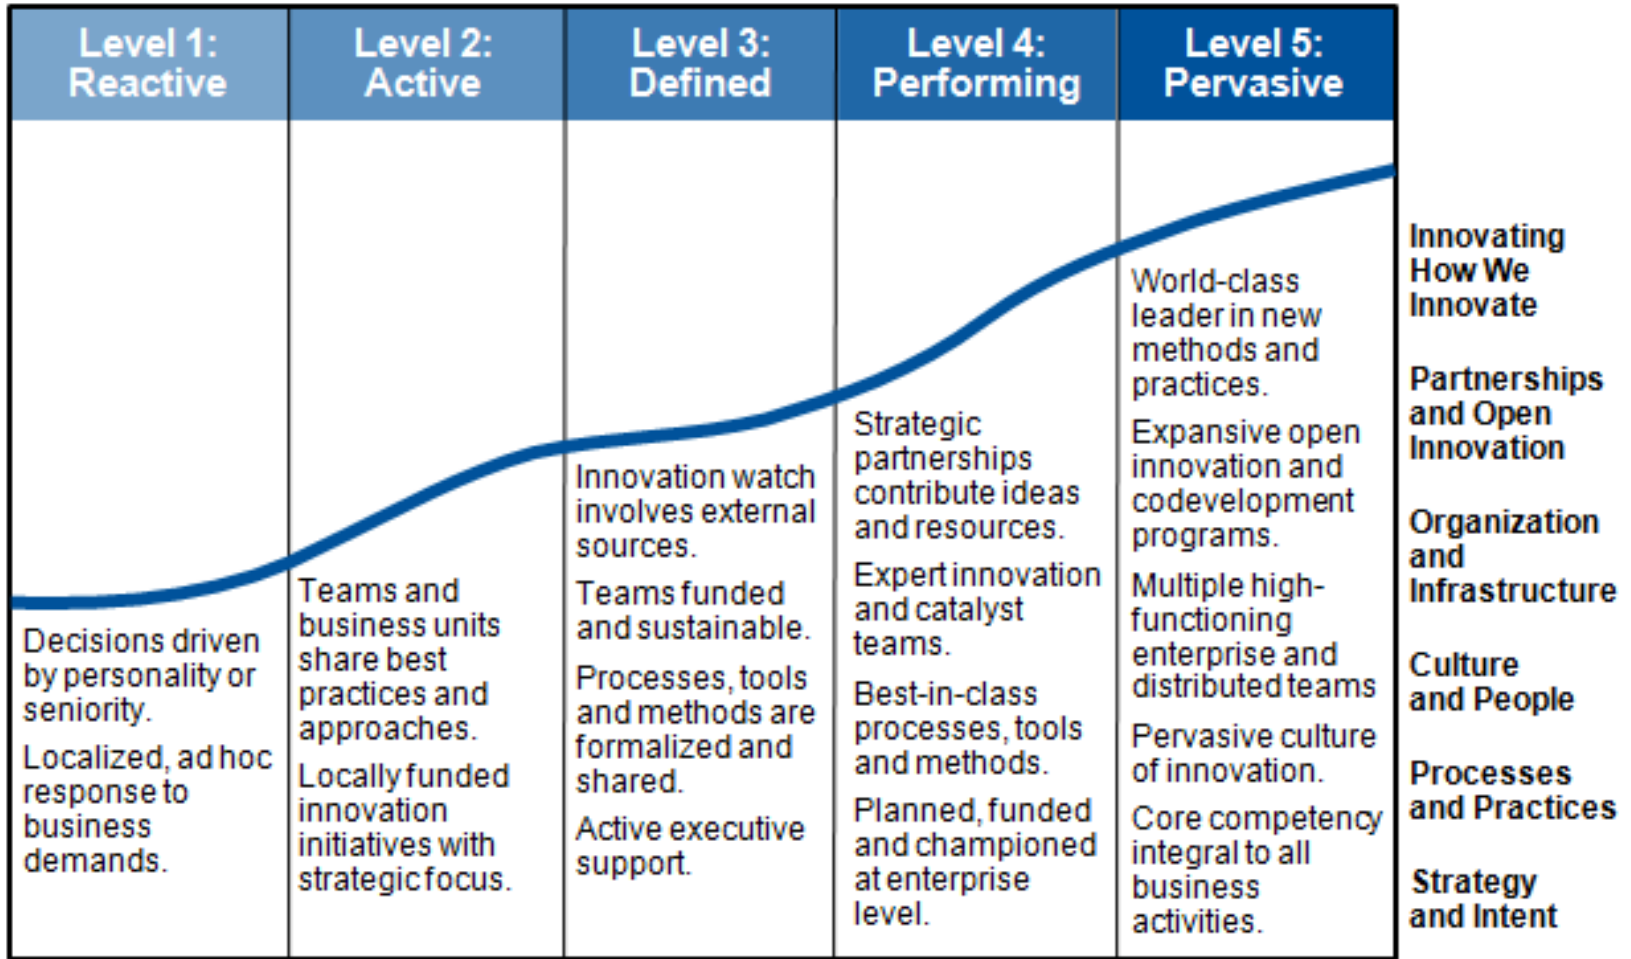 Level 1:
Reactive
Level 2:
Active
Level 3:
Defined
Level 4:
Performing
Level 5:
Pervasive
Decisions driven
by personality or
seniority.
Localized, ad hoc
response to
business
demands.
Teams and
business units
share best
practices and
approaches.
Locally funded
innovation
initiatives with
strategic focus.
Innovation watch
involves external
sources.
Teams funded
and sustainable.
Processes, tools
and methods are
formalized and
shared.
Active executive
support.
Strategic
partnerships
contribute ideas
and resources.
Expert innovation
and catalyst
teams.
Best-in-class
processes, tools
and methods.
Planned, funded
and championed
at enterprise
level.
World-class
leader in new
methods and
practices.
Expansive open
innovation and
codevelopment
programs.
Multiple high-
functioning
enterprise and
distributed teams
Pervasive culture
of innovation.
Core competency
integral to all
business
activities.
Innovating
How We
Innovate
Partnerships
and Open
Innovation
Organization
and
Infrastructure
Culture
and People
Processes
and Practices
Strategy
and Intent